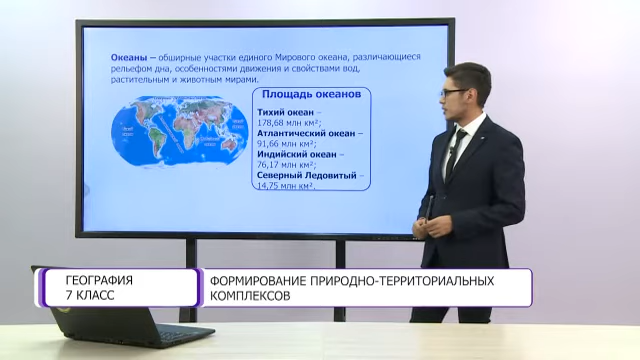 Океаны – обширные участки единого Мирового океана, различающиеся
рельефом дна, особенностями движения и свойствами вод,
растительным и животным мирами.
Площадь океанов
Тихий океан –
178,68 млн км²;
Атлантический океан –
91,66 млн км²;
Индийский океан –
76,17 млн км²;
Северный Ледовитый –
14,75 млн км².
ГЕОГРАФИЯ
7 КЛАСС
ФОРМИРОВАНИЕ ПРИРОДНО-ТЕРРИТОРИАЛЬНЫХ
КОМПЛЕКСОВ